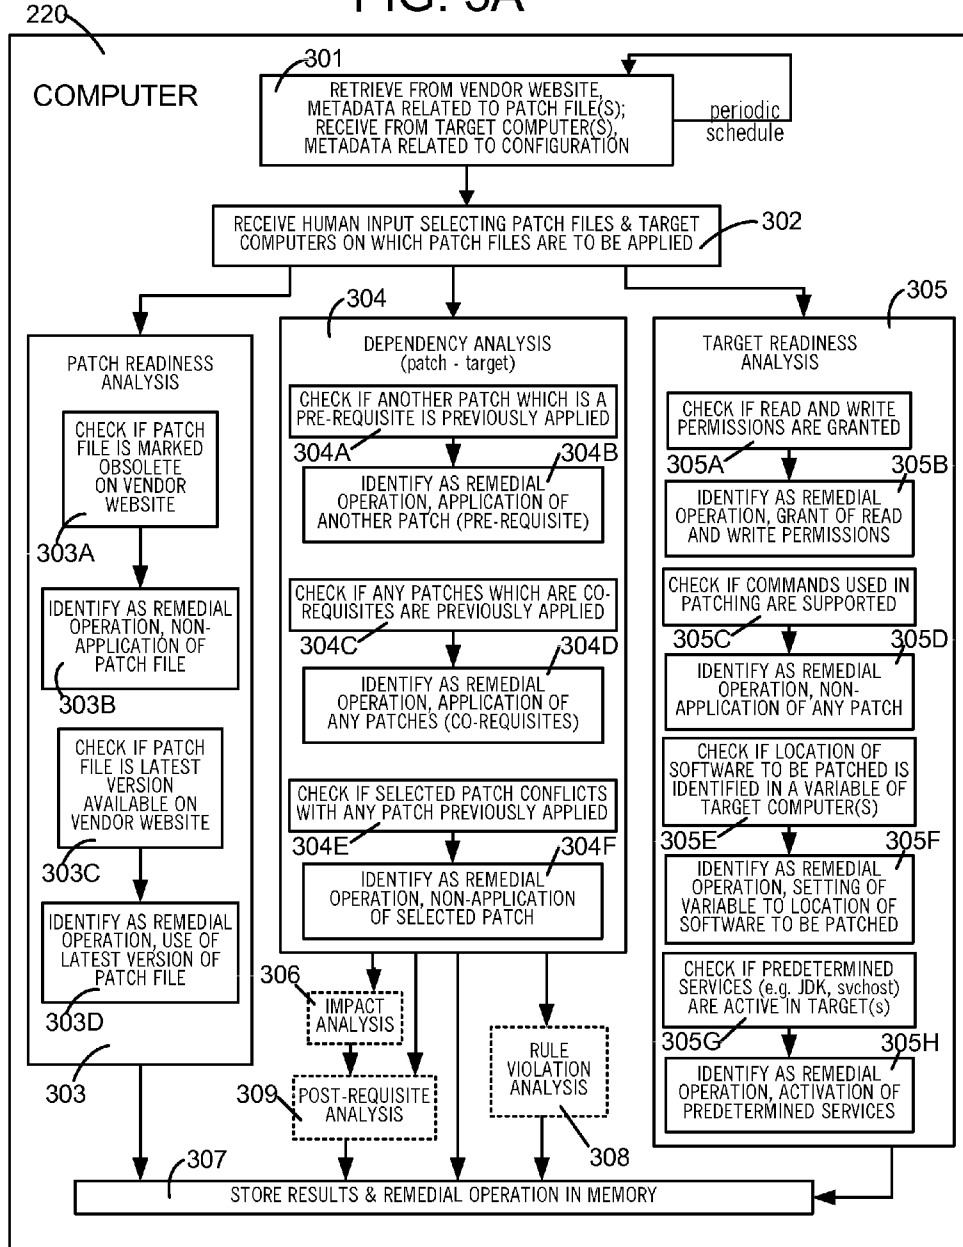 FIG. 3A
220
COMPUTER
301
RETRIEVE FROM VENDOR WEBSITE,
METADATA RELATED TO PATCH FILE(S);
RECEIVE FROM TARGET COMPUTER(S),
METADATA RELATED TO CONFIGURATION
periodic
schedule
RECEIVE HUMAN INPUT SELECTING PATCH FILES & TARGET
COMPUTERS ON WHICH PATCH FILES ARE TO BE APPLIED
302
PATCH READINESS
ANALYSIS
CHECK IF PATCH
FILE IS MARKED
OBSOLETE
ON VENDOR
WEBSITE
303A
IDENTIFY AS REMEDIAL
OPERATION, NON-
APPLICATION OF
PATCH FILE
303B
CHECK IF PATCH
FILE IS LATEST
VERSION
AVAILABLE ON
VENDOR WEBSITE
303C
IDENTIFY AS REMEDIAL
OPERATION, USE OF
LATEST VERSION OF
PATCH FILE
303D
303
304
DEPENDENCY ANALYSIS
(patch - target)
CHECK IF ANOTHER PATCH WHICH IS A
PRE-REQUISITE IS PREVIOUSLY APPLIED
304A
304B
IDENTIFY AS REMEDIAL
OPERATION, APPLICATION OF
ANOTHER PATCH (PRE-REQUISITE)
CHECK IF ANY PATCHES WHICH ARE CO-
REQUISITES ARE PREVIOUSLY APPLIED
304C
304D
IDENTIFY AS REMEDIAL
OPERATION, APPLICATION OF
ANY PATCHES (CO-REQUISITES)
CHECK IF SELECTED PATCH CONFLICTS
WITH ANY PATCH PREVIOUSLY APPLIED
304E
304F
IDENTIFY AS REMEDIAL
OPERATION, NON-APPLICATION
OF SELECTED PATCH
305
TARGET READINESS
ANALYSIS
CHECK IF READ AND WRITE
PERMISSIONS ARE GRANTED
305A
305B
IDENTIFY AS REMEDIAL
OPERATION, GRANT OF READ
AND WRITE PERMISSIONS
CHECK IF COMMANDS USED IN
PATCHING ARE SUPPORTED
305C
305D
IDENTIFY AS REMEDIAL
OPERATION, NON-
APPLICATION OF ANY PATCH
CHECK IF LOCATION OF
SOFTWARE TO BE PATCHED IS
IDENTIFIED IN A VARIABLE OF
TARGET COMPUTER(S)
305E
305F
IDENTIFY AS REMEDIAL
OPERATION, SETTING OF
VARIABLE TO LOCATION OF
SOFTWARE TO BE PATCHED
CHECK IF PREDETERMINED
SERVICES (e.g. JDK, svchost)
ARE ACTIVE IN TARGET(s)
305G
305H
IDENTIFY AS REMEDIAL
OPERATION, ACTIVATION OF
PREDETERMINED SERVICES
306
IMPACT
ANALYSIS
309
POST-REQUISITE
ANALYSIS
RULE
VIOLATION
ANALYSIS
308
307
STORE RESULTS & REMEDIAL OPERATION IN MEMORY